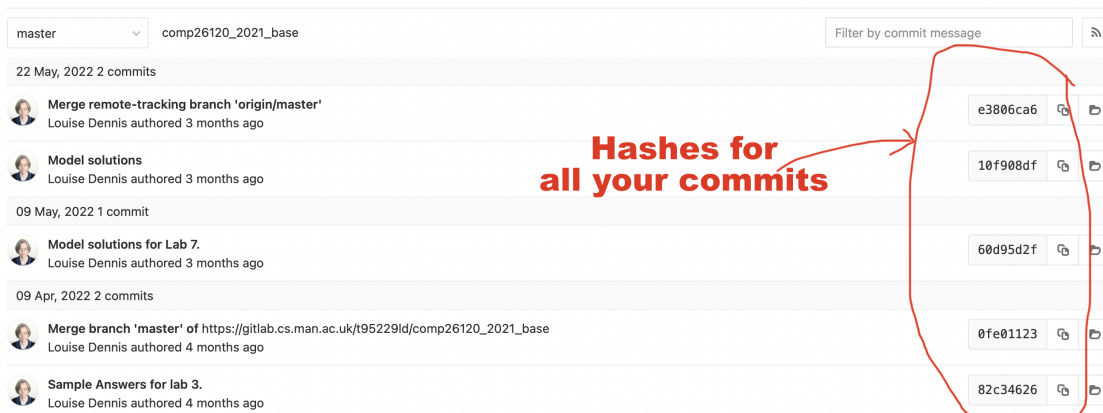 master
comp26120_2021_base
Filter by commit message
22 May, 2022 2 commits
Merge remote-tracking branch 'origin/master'
Louise Dennis authored 3 months ago
e3806ca6
Hashes for
all your commits
Model solutions
Louise Dennis authored 3 months ago
10f908df
09 May, 2022 1 commit
Model solutions for Lab 7.
Louise Dennis authored 3 months ago
60d95d2f
09 Apr, 2022 2 commits
Merge branch 'master' of https://gitlab.cs.man.ac.uk/t95229ld/comp26120_2021_base
Louise Dennis authored 4 months ago
0fe01123
Sample Answers for lab 3.
Louise Dennis authored 4 months ago
82c34626